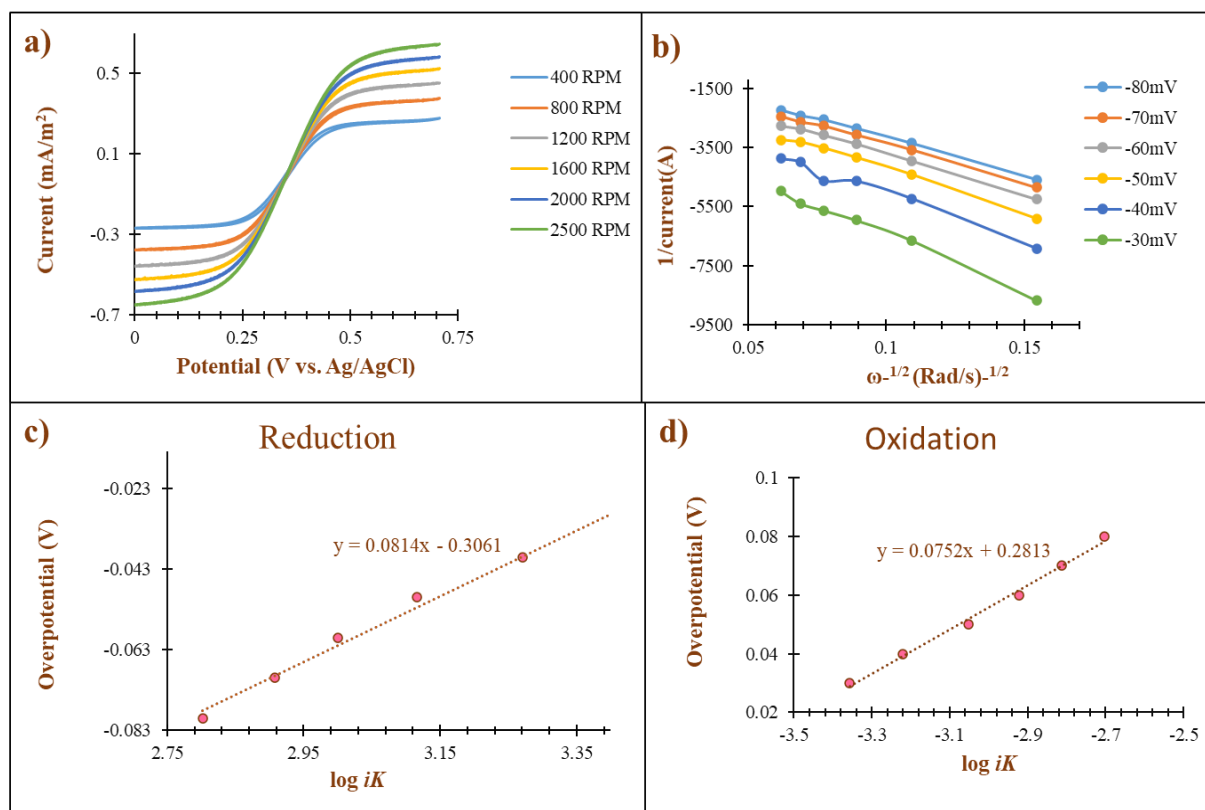 a)
0.5
0.1
-0.3
-0.7
0
0.25
0.5
0.75
Current (mA/m²)
Potential (V vs. Ag/AgCl)
400 RPM
800 RPM
1200 RPM
1600 RPM
2000 RPM
2500 RPM
b)
-1500
-3500
-5500
-7500
-9500
0.05
0.1
0.15
1/current(A)
ω-¹/² (Rad/s)-¹/²
-80mV
-70mV
-60mV
-50mV
-40mV
-30mV
c)
Reduction
-0.023
-0.043
-0.063
-0.083
2.75
2.95
3.15
3.35
Overpotential (V)
y = 0.0814x - 0.3061
log iK
d)
Oxidation
0.1
0.08
0.06
0.04
0.02
-3.5
-3.3
-3.1
-2.9
-2.7
-2.5
Overpotential (V)
y = 0.0752x + 0.2813
log iK